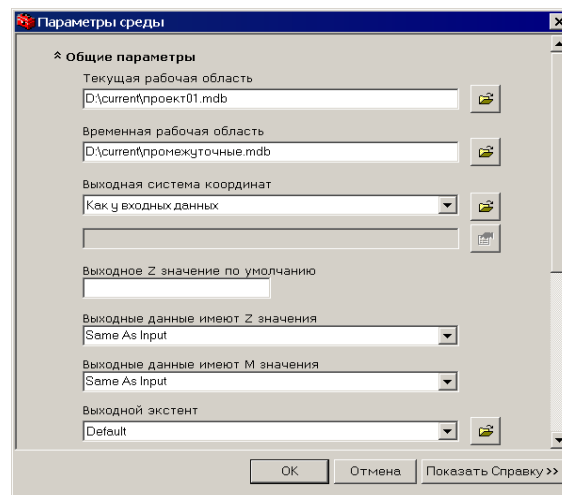 Параметры среды
Общие параметры
Текущая рабочая область
D:\current\проект01.mdb
Временная рабочая область
D:\current\промежуточные.mdb
Выходная система координат
Как у входных данных
Выходное Z значение по умолчанию
Выходные данные имеют Z значения
Same As Input
Выходные данные имеют M значения
Same As Input
Выходной экстент
Default
OK Отмена Показать Справку >>